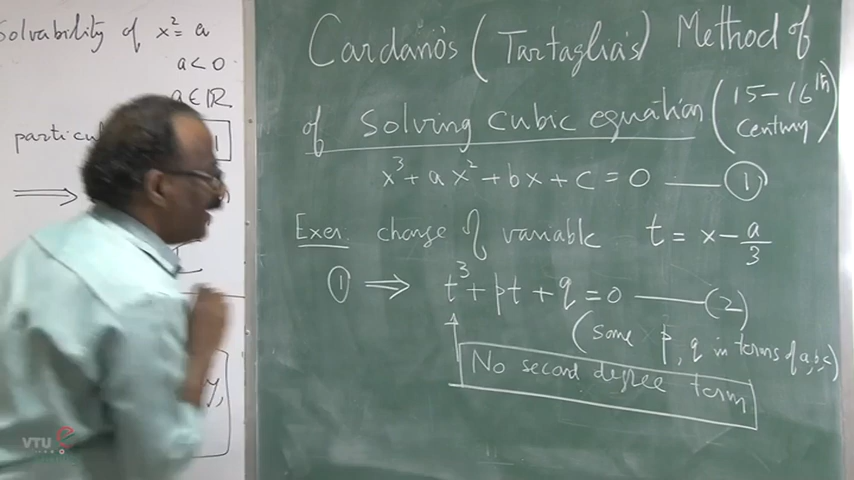 Solvability of x² = a
a < 0
a ∈ ℝ
⟹
Cardano's (Tartaglia's) Method of
of solving cubic equation (15 – 16th Century)
x³ + ax² + bx + c = 0 —— ①
Exer: change of variable t = x – a/3
① ⟹ t³ + pt + q = 0 —— (2)
(some p, q in terms of a, b, c)
No second degree term
VTU e